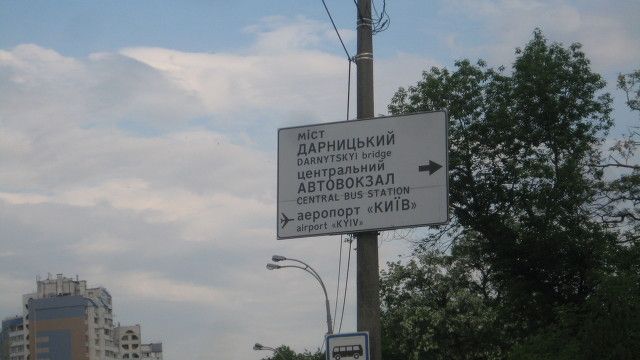 міст
ДАРНИЦЬКИЙ
DARNYTSKYI bridge
центральний
АВТОВОКЗАЛ
CENTRAL BUS STATION
аеропорт «КИЇВ»
airport «KYIV»